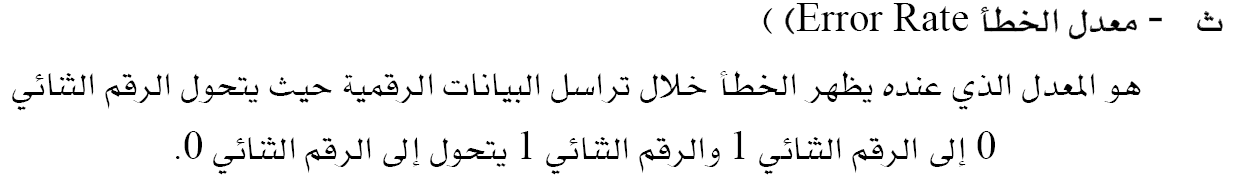 ث - معدل الخطأ Error Rate) ( (
هو المعدل الذي عنده يظهر الخطأ خلال تراسل البيانات الرقمية حيث يتحول الرقم الثنائي
0 إلى الرقم الثنائي 1 والرقم الثنائي 1 يتحول إلى الرقم الثنائي 0.